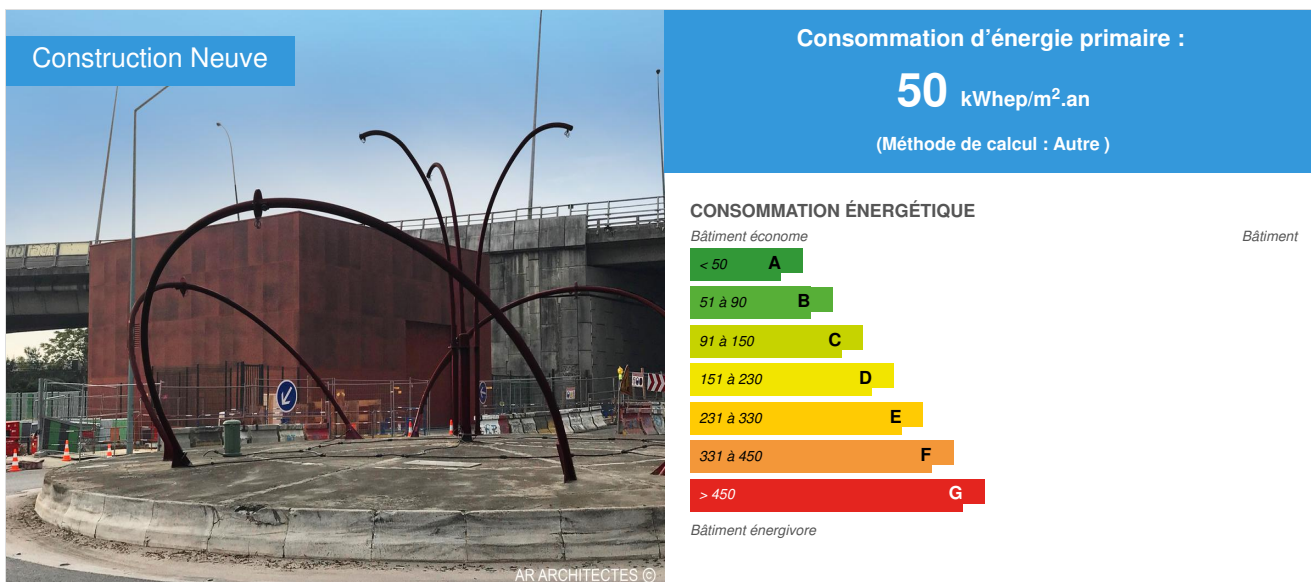 Construction Neuve
AR ARCHITECTES ©
Consommation d'énergie primaire :
50 kWhep/m².an
(Méthode de calcul : Autre )
CONSOMMATION ÉNERGÉTIQUE
Bâtiment économe
Bâtiment
< 50 A
51 à 90 B
91 à 150 C
151 à 230 D
231 à 330 E
331 à 450 F
> 450 G
Bâtiment énergivore